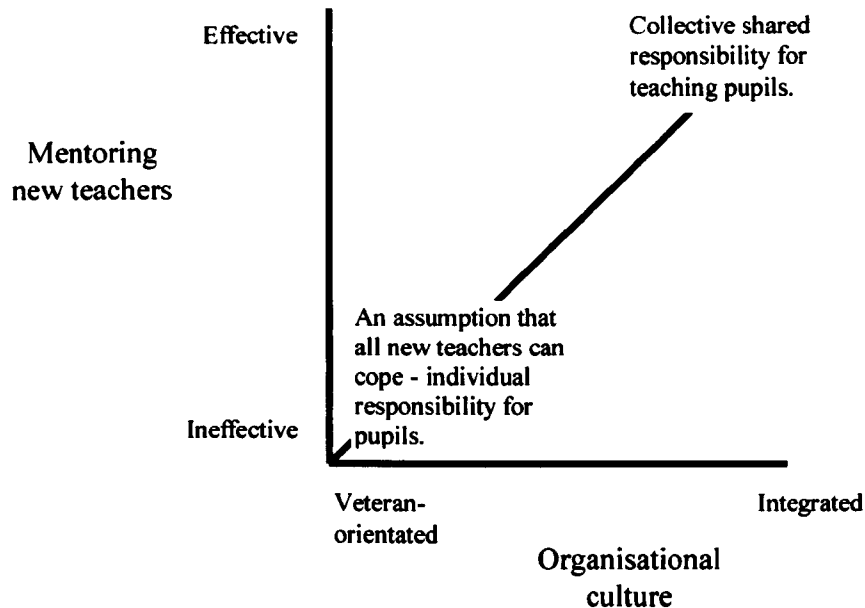 Effective
Collective shared
responsibility for
teaching pupils.
Mentoring
new teachers
An assumption that
all new teachers can
cope - individual
responsibility for
pupils.
Ineffective
Veteran-
orientated
Integrated
Organisational
culture